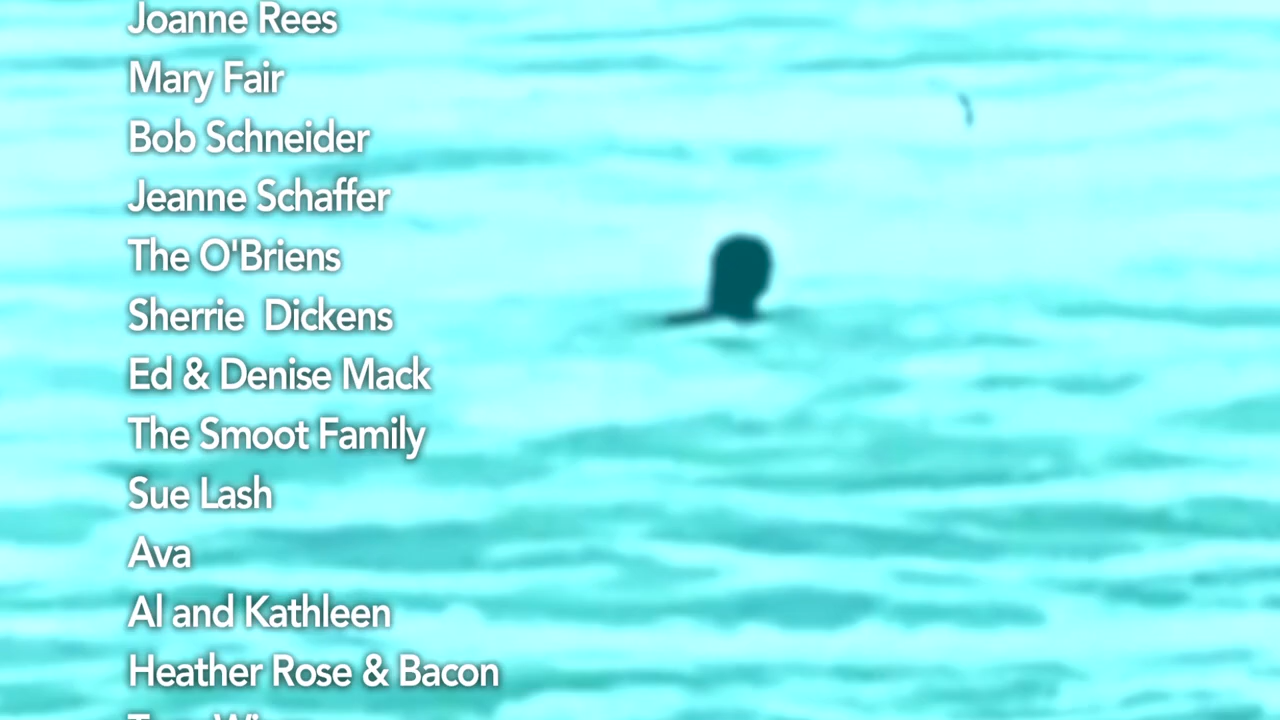 Joanne Rees
Mary Fair
Bob Schneider
Jeanne Schaffer
The O'Briens
Sherrie  Dickens
Ed & Denise Mack
The Smoot Family
Sue Lash
Ava
Al and Kathleen
Heather Rose & Bacon